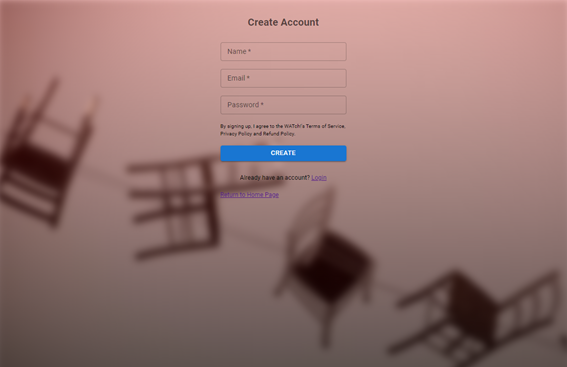 Create Account
Name *
Email *
Password *
By signing up, I agree to the WATchi's Terms of Service,
Privacy Policy and Refund Policy.
CREATE
Already have an account? Login
Return to Home Page